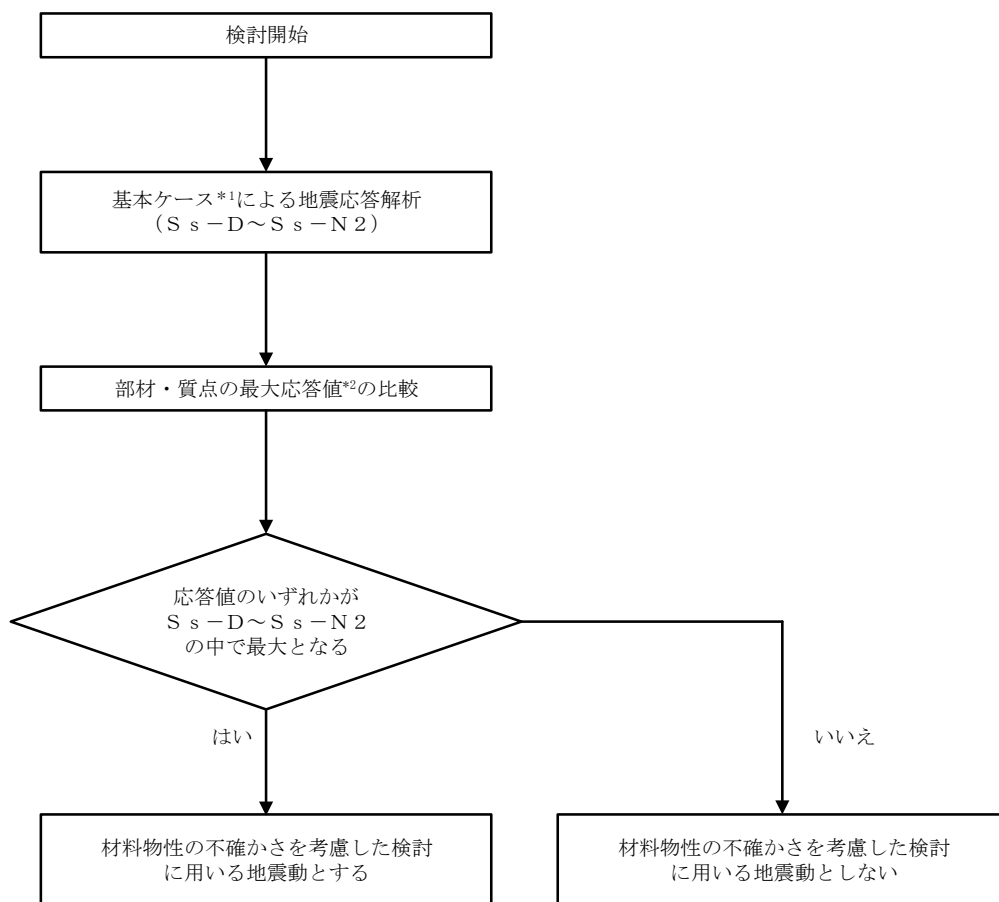 検討開始
基本ケース*1による地震応答解析
（Ｓｓ－Ｄ～Ｓｓ－Ｎ２）
部材・質点の最大応答値*2の比較
応答値のいずれかが
Ｓｓ－Ｄ～Ｓｓ－Ｎ２
の中で最大となる
はい
いいえ
材料物性の不確かさを考慮した検討
に用いる地震動とする
材料物性の不確かさを考慮した検討
に用いる地震動としない